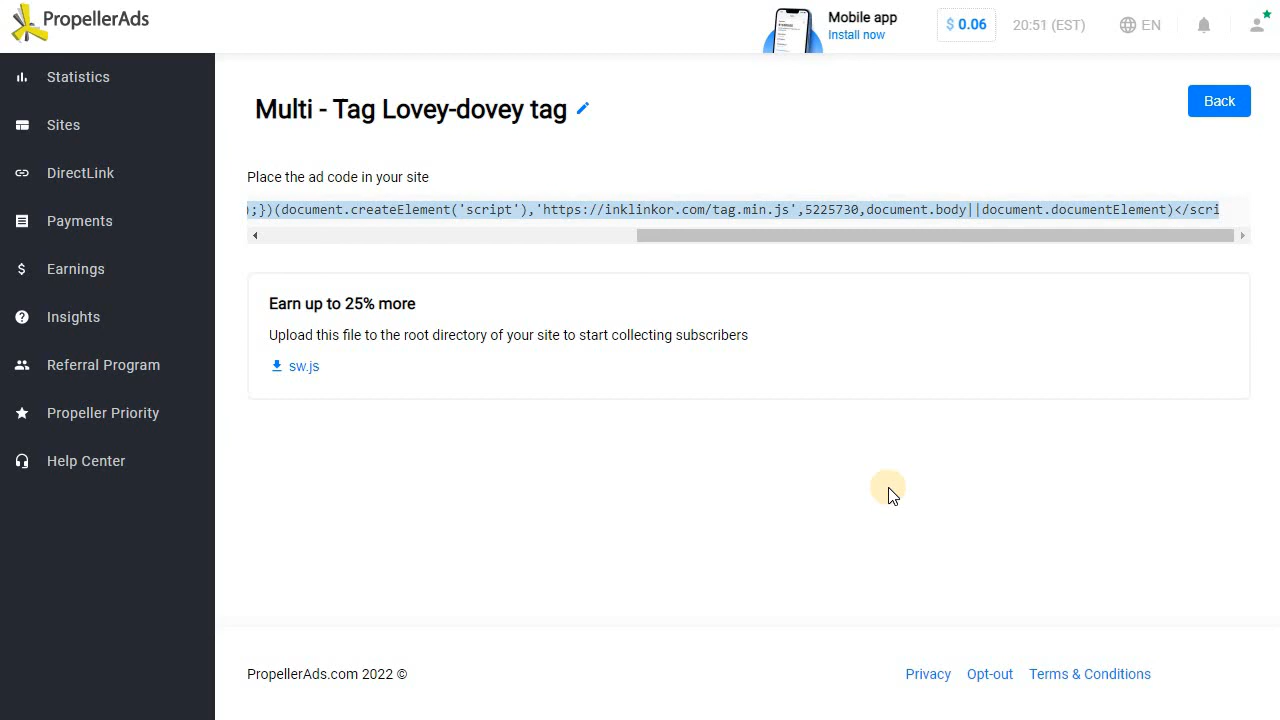 PropellerAds
Mobile app
Install now
$ 0.06
20:51 (EST)
EN
Statistics
Sites
DirectLink
Payments
Earnings
Insights
Referral Program
Propeller Priority
Help Center
Multi - Tag Lovey-dovey tag
Back
Place the ad code in your site
);})(document.createElement('script'),'https://inklinkor.com/tag.min.js',5225730,document.body||document.documentElement)</scri
Earn up to 25% more
Upload this file to the root directory of your site to start collecting subscribers
sw.js
PropellerAds.com 2022 ©
Privacy
Opt-out
Terms & Conditions